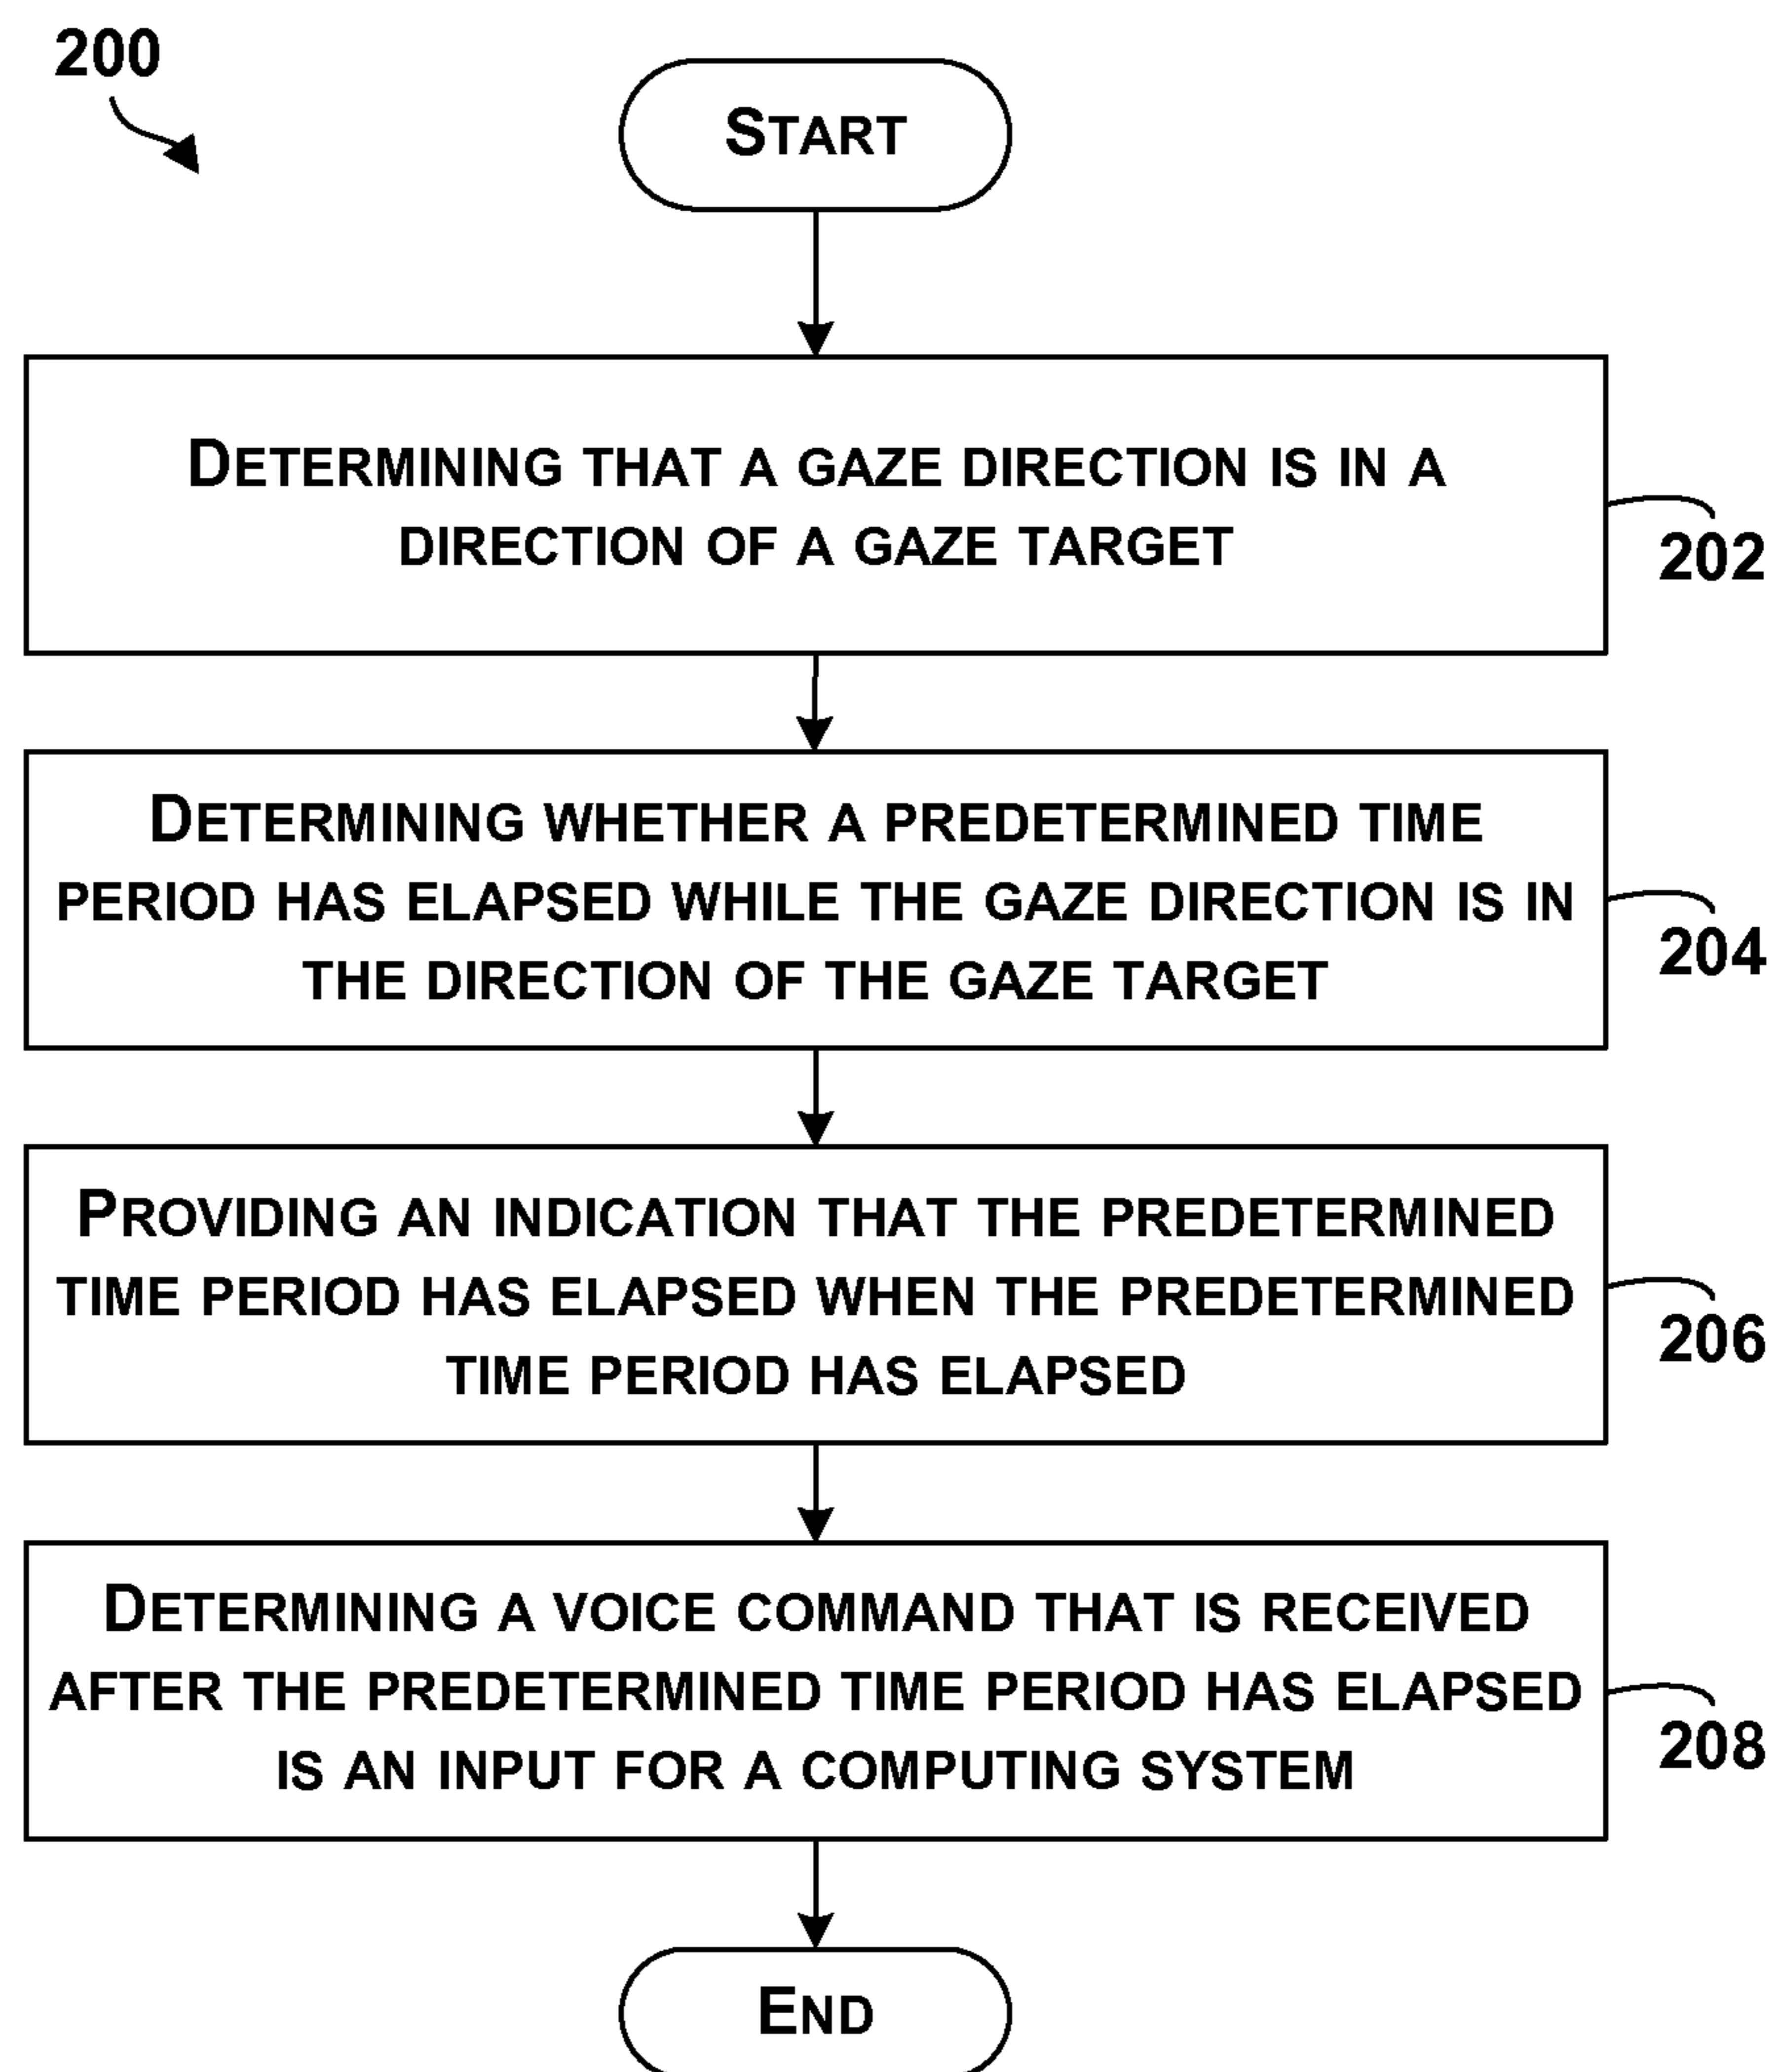 200
START
DETERMINING THAT A GAZE DIRECTION IS IN A
DIRECTION OF A GAZE TARGET
202
DETERMINING WHETHER A PREDETERMINED TIME
PERIOD HAS ELAPSED WHILE THE GAZE DIRECTION IS IN
THE DIRECTION OF THE GAZE TARGET
204
PROVIDING AN INDICATION THAT THE PREDETERMINED
TIME PERIOD HAS ELAPSED WHEN THE PREDETERMINED
TIME PERIOD HAS ELAPSED
206
DETERMINING A VOICE COMMAND THAT IS RECEIVED
AFTER THE PREDETERMINED TIME PERIOD HAS ELAPSED
IS AN INPUT FOR A COMPUTING SYSTEM
208
END